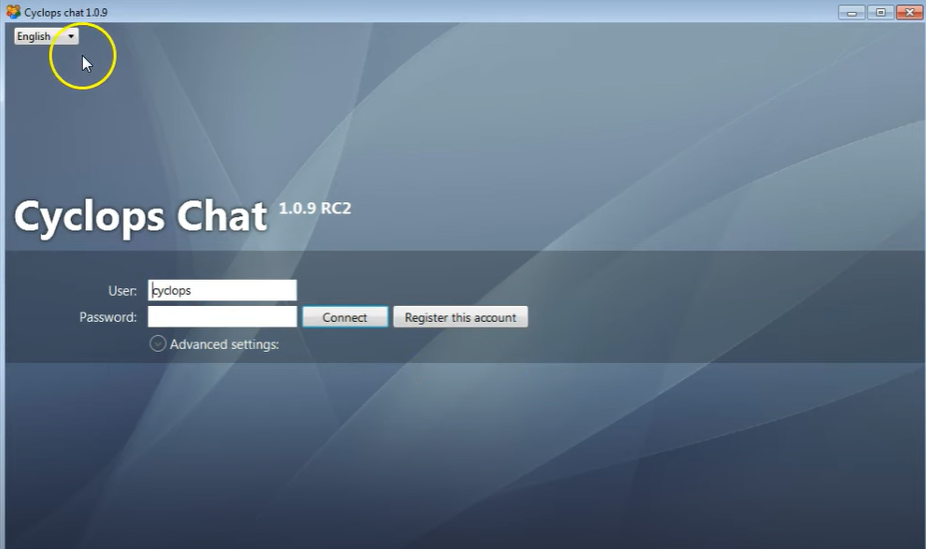 Cyclops chat 1.0.9
English
Cyclops Chat 1.0.9 RC2
User: cyclops
Password: Connect Register this account
Advanced settings: